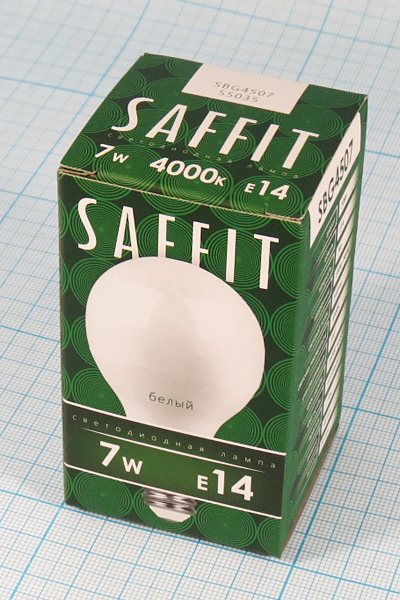 SBG4507
55035
SAFFIT
светодиодная лампа
7W 4000K E14
SBG4507
SAFFIT
белый
светодиодная лампа
7W E14